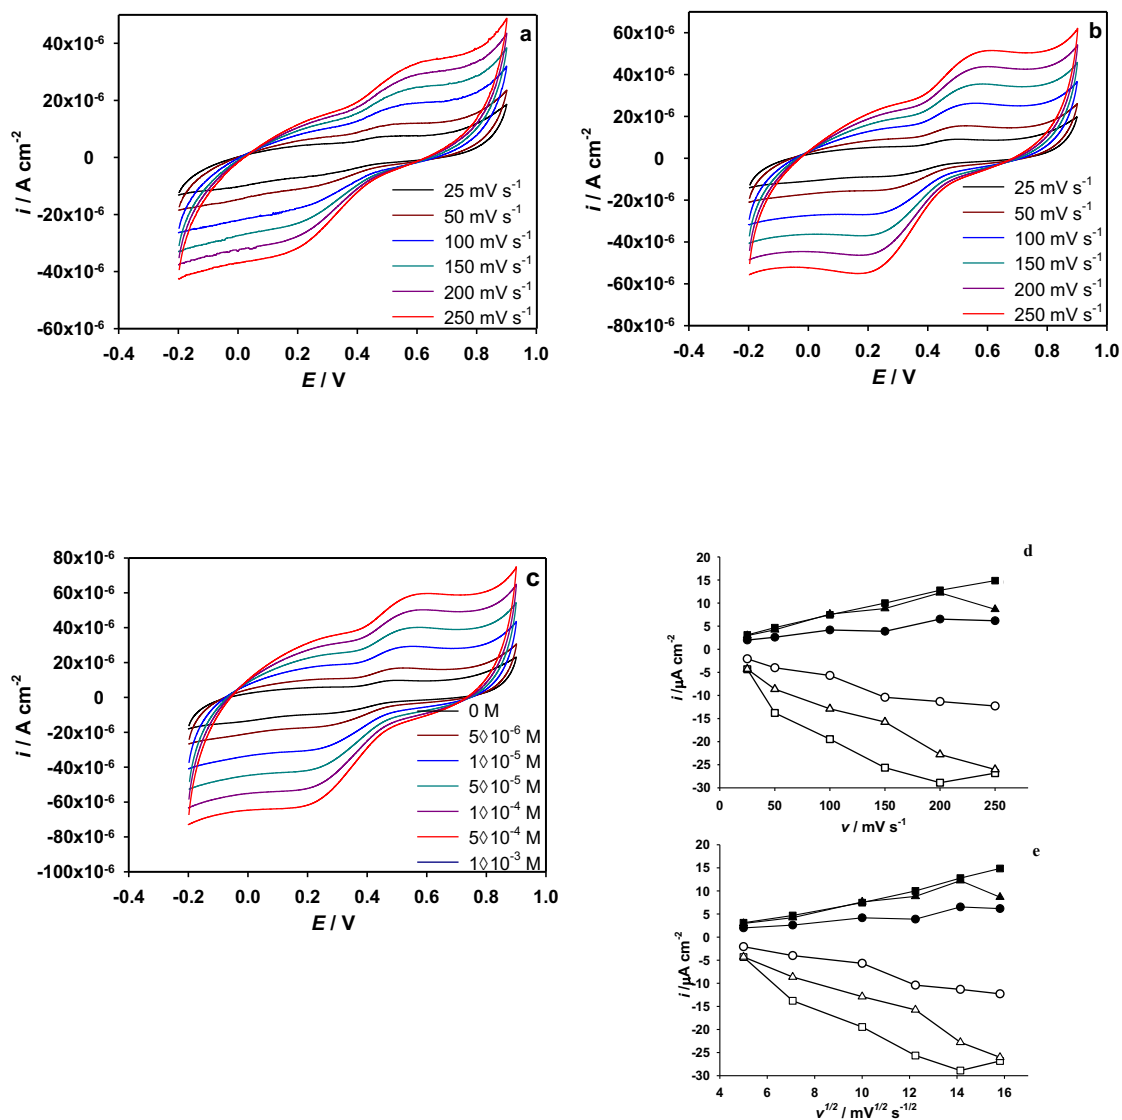 a
40x10⁻⁶
20x10⁻⁶
0
-20x10⁻⁶
-40x10⁻⁶
-60x10⁻⁶
i / A cm⁻²
25 mV s⁻¹
50 mV s⁻¹
100 mV s⁻¹
150 mV s⁻¹
200 mV s⁻¹
250 mV s⁻¹
-0.4 -0.2 0.0 0.2 0.4 0.6 0.8 1.0
E / V
b
60x10⁻⁶
40x10⁻⁶
20x10⁻⁶
0
-20x10⁻⁶
-40x10⁻⁶
-60x10⁻⁶
-80x10⁻⁶
i / A cm⁻²
25 mV s⁻¹
50 mV s⁻¹
100 mV s⁻¹
150 mV s⁻¹
200 mV s⁻¹
250 mV s⁻¹
-0.4 -0.2 0.0 0.2 0.4 0.6 0.8 1.0
E / V
c
80x10⁻⁶
60x10⁻⁶
40x10⁻⁶
20x10⁻⁶
0
-20x10⁻⁶
-40x10⁻⁶
-60x10⁻⁶
-80x10⁻⁶
-100x10⁻⁶
i / A cm⁻²
0 M
5◊10⁻⁶ M
1◊10⁻⁵ M
5◊10⁻⁵ M
1◊10⁻⁴ M
5◊10⁻⁴ M
1◊10⁻³ M
-0.4 -0.2 0.0 0.2 0.4 0.6 0.8 1.0
E / V
d
20
15
10
5
0
-5
-10
-15
-20
-25
-30
i /µA cm⁻²
0 50 100 150 200 250
v / mV s⁻¹
e
20
15
10
5
0
-5
-10
-15
-20
-25
-30
i /µA cm⁻²
4 6 8 10 12 14 16
v¹ᐟ² / mV¹ᐟ² s⁻¹ᐟ²